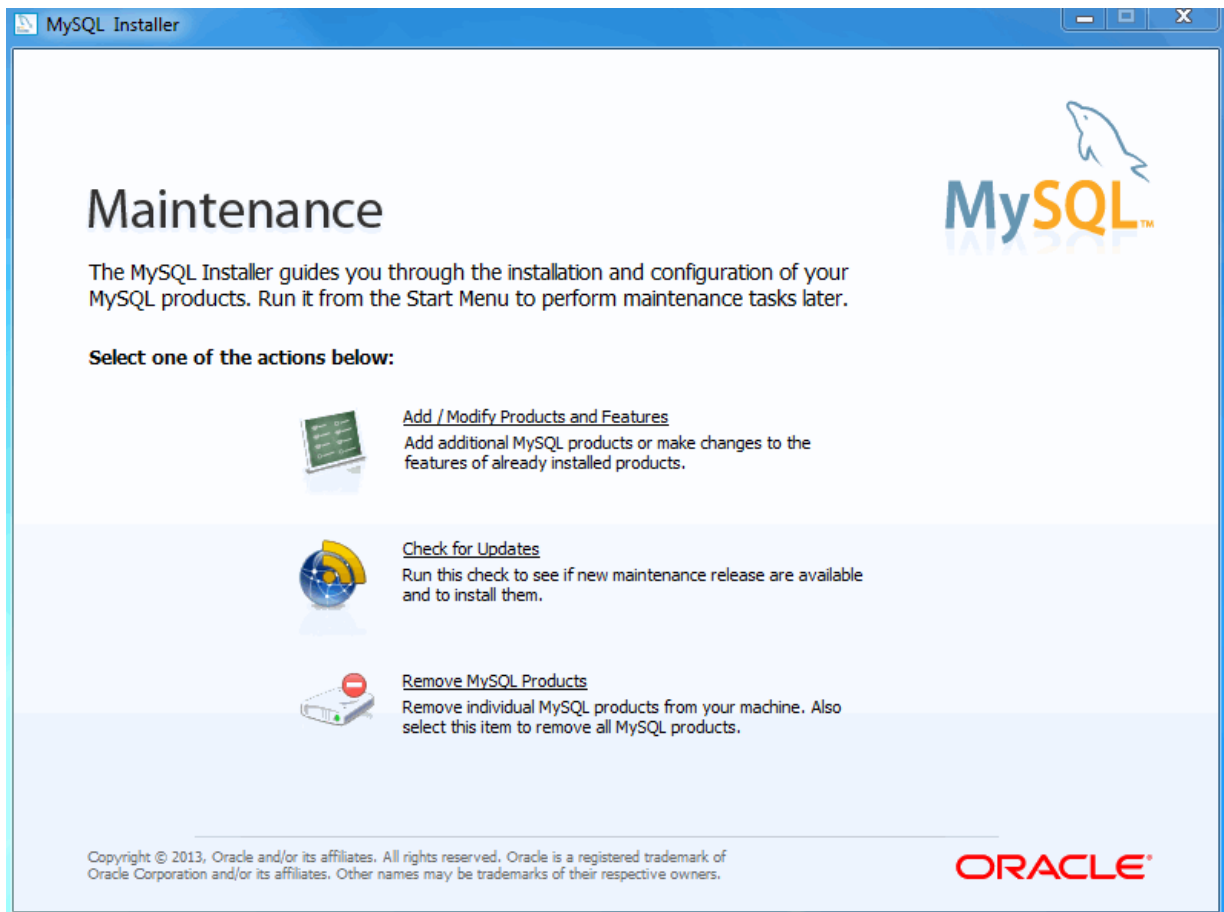 MySQL Installer
MySQL™
Maintenance
The MySQL Installer guides you through the installation and configuration of your
MySQL products. Run it from the Start Menu to perform maintenance tasks later.
Select one of the actions below:
Add / Modify Products and Features
Add additional MySQL products or make changes to the
features of already installed products.
Check for Updates
Run this check to see if new maintenance release are available
and to install them.
Remove MySQL Products
Remove individual MySQL products from your machine. Also
select this item to remove all MySQL products.
Copyright © 2013, Oracle and/or its affiliates. All rights reserved. Oracle is a registered trademark of
Oracle Corporation and/or its affiliates. Other names may be trademarks of their respective owners.
ORACLE®